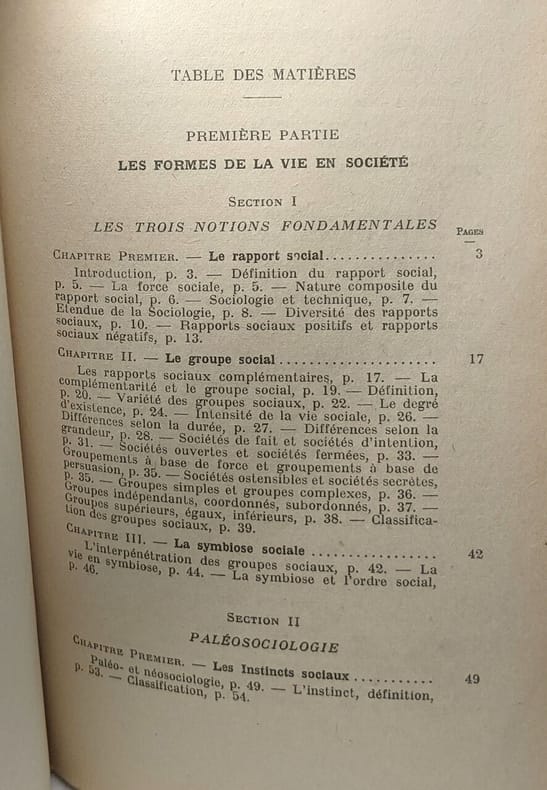 TABLE DES MATIÈRES
PREMIÈRE PARTIE
LES FORMES DE LA VIE EN SOCIÉTÉ
SECTION I
LES TROIS NOTIONS FONDAMENTALES
PAGES
CHAPITRE PREMIER. — Le rapport social............... 3
Introduction, p. 3. — Définition du rapport social,
p. 5. — La force sociale, p. 5. — Nature composite du
rapport social, p. 6. — Sociologie et technique, p. 7. —
Etendue de la Sociologie, p. 8. — Diversité des rapports
sociaux, p. 10. — Rapports sociaux positifs et rapports
sociaux négatifs, p. 13.
CHAPITRE II. — Le groupe social..................... 17
Les rapports sociaux complémentaires, p. 17. — La
complémentarité et le groupe social, p. 19. — Définition,
p. 20. — Variété des groupes sociaux, p. 22. — Le degré
d'existence, p. 24. — Intensité de la vie sociale, p. 26. —
Différences selon la durée, p. 27. — Différences selon la
grandeur, p. 28. — Sociétés de fait et sociétés d'intention,
p. 31. — Sociétés ouvertes et sociétés fermées, p. 33. —
Groupements à base de force et groupements à base de
persuasion, p. 35. — Sociétés ostensibles et sociétés secrètes,
p. 35. — Groupes simples et groupes complexes, p. 36. —
Groupes indépendants, coordonnés, subordonnés, p. 37. —
Groupes supérieurs, égaux, inférieurs, p. 38. — Classifica-
tion des groupes sociaux, p. 39.
CHAPITRE III. — La symbiose sociale ................ 42
L'interpénétration des groupes sociaux, p. 42. — La
vie en symbiose, p. 44. — La symbiose et l'ordre social,
p. 46.
SECTION II
PALÉOSOCIOLOGIE
CHAPITRE PREMIER. — Les Instincts sociaux ........... 49
Paléo- et néosociologie, p. 49. — L'instinct, définition,
p. 53. — Classification, p. 54.